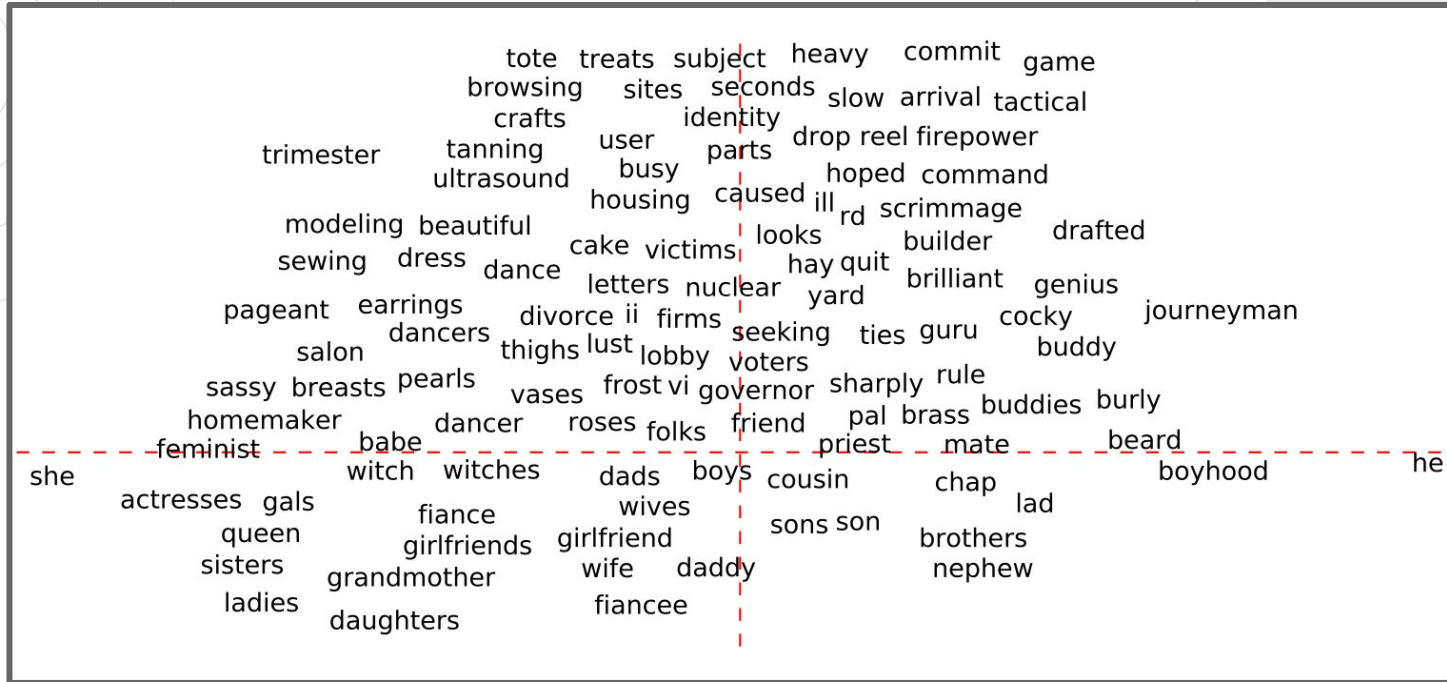 tote treats subject heavy commit game
browsing sites seconds slow arrival tactical
crafts identity drop reel firepower
trimester tanning user parts
ultrasound busy hoped command
housing caused ill rd scrimmage
modeling beautiful looks builder drafted
sewing dress dance cake victims hay quit brilliant
letters nuclear yard genius
pageant earrings divorce ii firms cocky journeyman
dancers seeking ties guru
salon thighs lust lobby voters buddy
sassy breasts pearls vases frost vi governor sharply rule
homemaker dancer roses folks friend pal brass buddies burly
feminist babe priest mate beard
she witch witches dads boys cousin chap boyhood he
actresses gals fiance wives lad
queen girlfriends girlfriend sons son brothers
sisters grandmother wife daddy nephew
ladies daughters fiancee